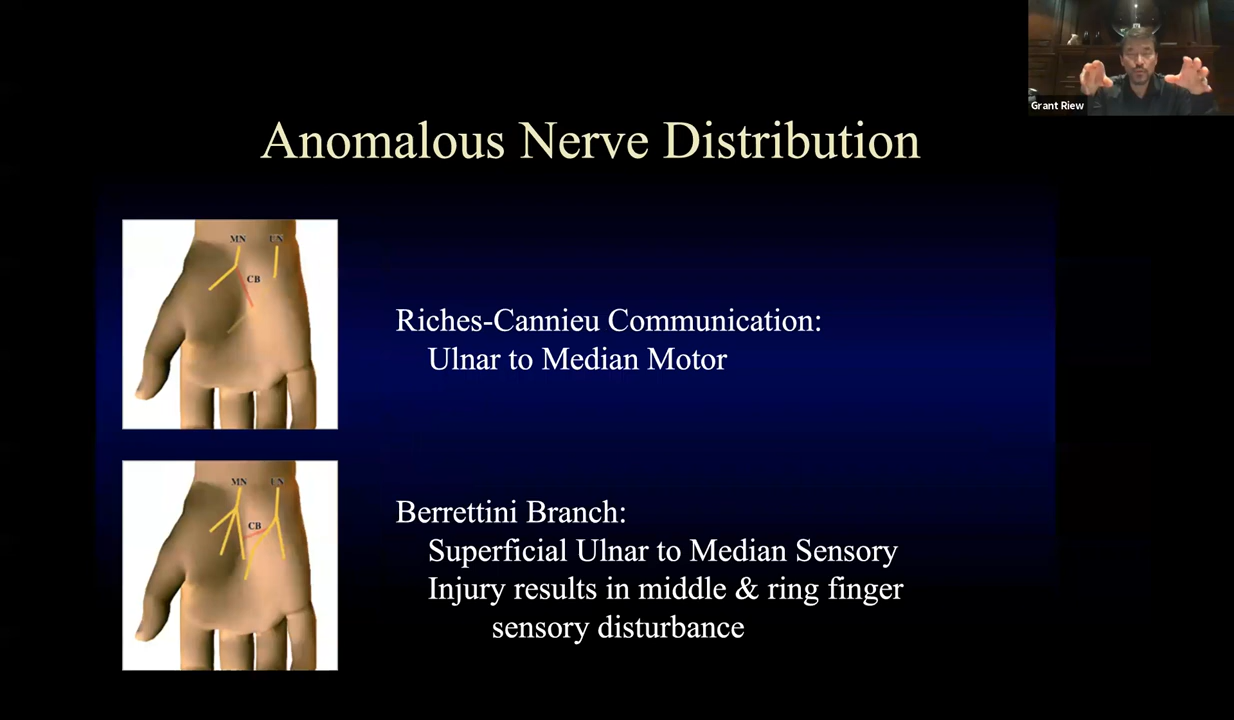 Grant Riew
Anomalous Nerve Distribution
MN UN
CB
Riches-Cannieu Communication:
Ulnar to Median Motor
MN UN
CB
Berrettini Branch:
Superficial Ulnar to Median Sensory
Injury results in middle & ring finger
sensory disturbance